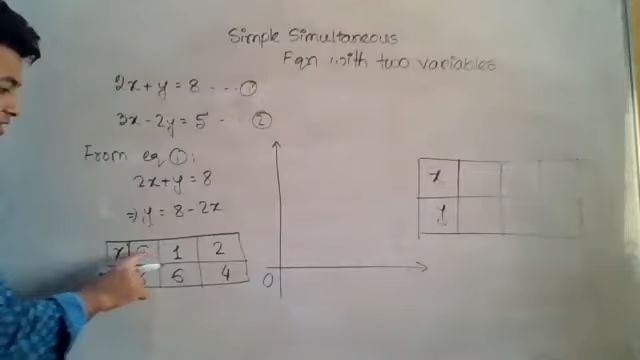 Simple Simultaneous
Eqn with two variables
2x + y = 8 --- ①
3x - 2y = 5 - ②
From eq ①:
2x + y = 8
⇒ y = 8 - 2x
x 1 2
6 4
O
x
y